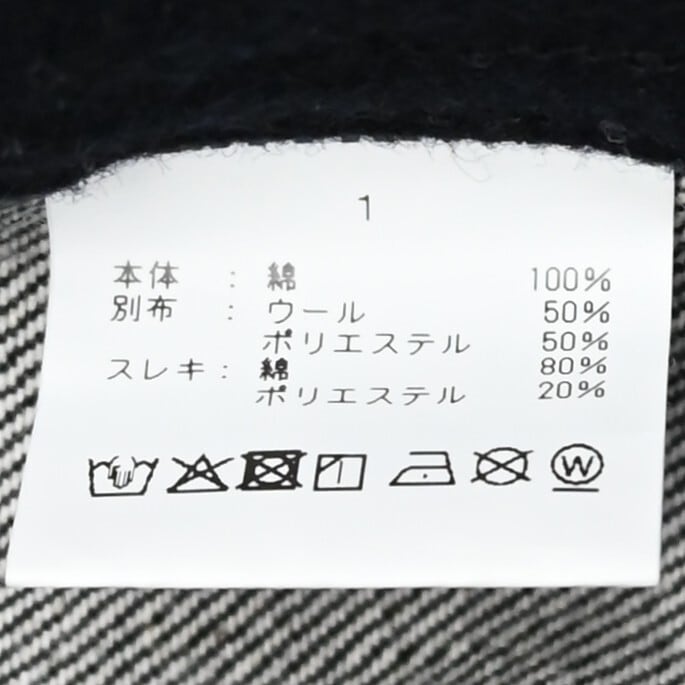 1
本体 : 綿 100%
別布 : ウール 50%
ポリエステル 50%
スレキ : 綿 80%
ポリエステル 20%
W